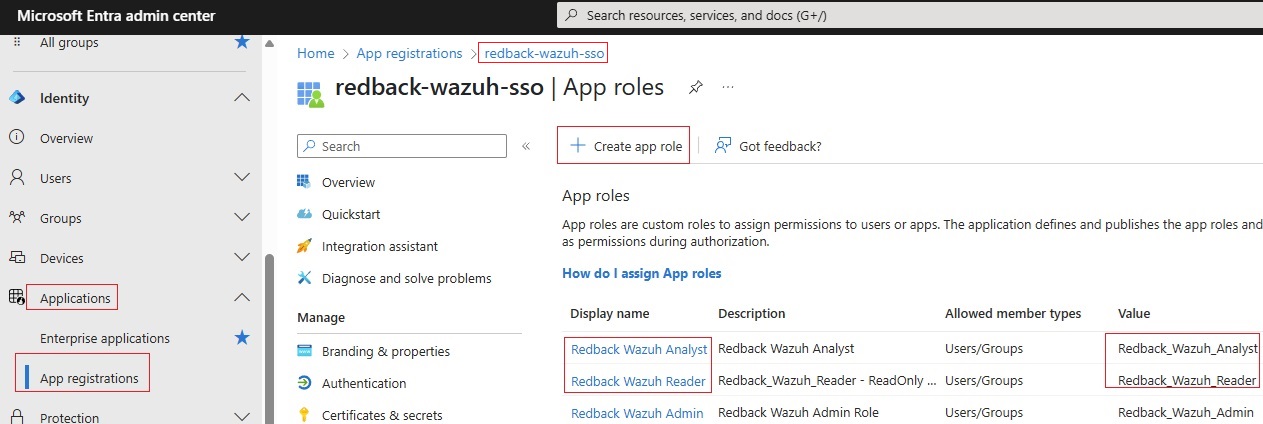 Microsoft Entra admin center
Search resources, services, and docs (G+/)
All groups
Identity
Overview
Users
Groups
Devices
Applications
Enterprise applications
App registrations
Protection
Home > App registrations > redback-wazuh-sso
redback-wazuh-sso | App roles
Search
Overview
Quickstart
Integration assistant
Diagnose and solve problems
Manage
Branding & properties
Authentication
Certificates & secrets
Create app role
Got feedback?
App roles
App roles are custom roles to assign permissions to users or apps. The application defines and publishes the app roles and
as permissions during authorization.
How do I assign App roles
Display name Description Allowed member types Value
Redback Wazuh Analyst Redback Wazuh Analyst Users/Groups Redback_Wazuh_Analyst
Redback Wazuh Reader Redback_Wazuh_Reader - ReadOnly ... Users/Groups Redback_Wazuh_Reader
Redback Wazuh Admin Redback Wazuh Admin Role Users/Groups Redback_Wazuh_Admin